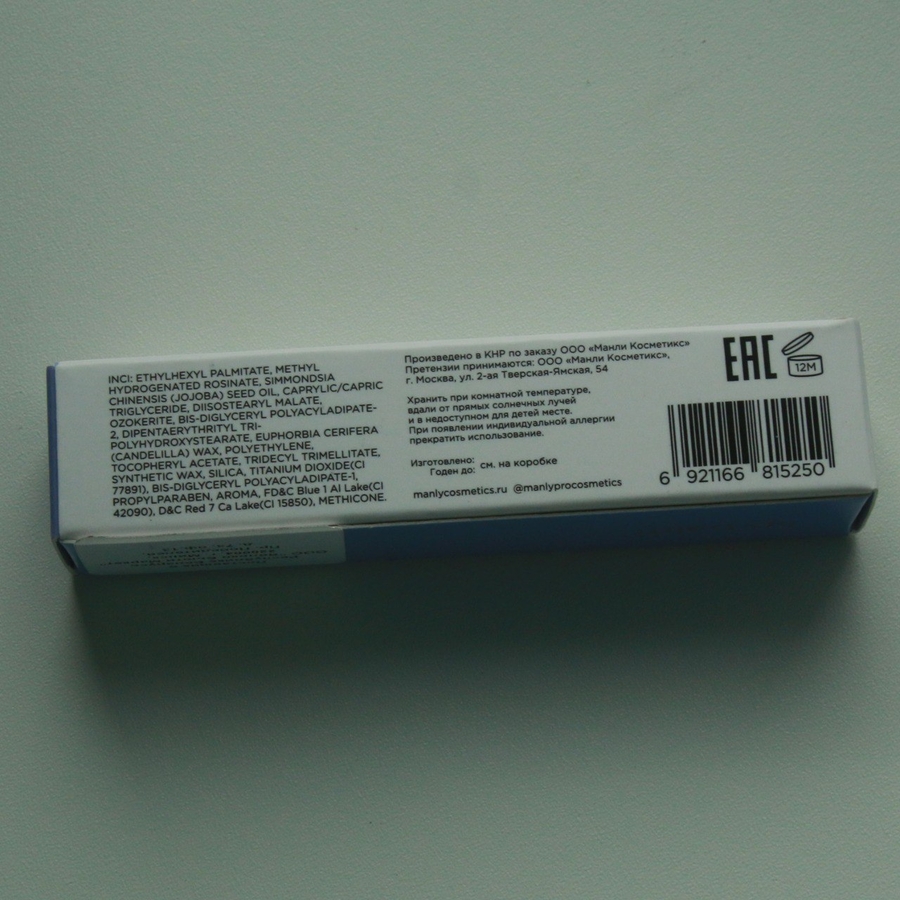 INCI: ETHYLHEXYL PALMITATE, METHYL
HYDROGENATED ROSINATE, SIMMONDSIA
CHINENSIS (JOJOBA) SEED OIL, CAPRYLIC/CAPRIC
TRIGLYCERIDE, DIISOSTEARYL MALATE,
OZOKERITE, BIS-DIGLYCERYL POLYACYLADIPATE-
2, DIPENTAERYTHRITYL TRI-
POLYHYDROXYSTEARATE, EUPHORBIA CERIFERA
(CANDELILLA) WAX, POLYETHYLENE,
TOCOPHERYL ACETATE, TRIDECYL TRIMELLITATE,
SYNTHETIC WAX, SILICA, TITANIUM DIOXIDE(CI
77891), BIS-DIGLYCERYL POLYACYLADIPATE-1,
PROPYLPARABEN, AROMA, FD&C Blue 1 Al Lake(CI
42090), D&C Red 7 Ca Lake(CI 15850), METHICONE.
Произведено в КНР по заказу ООО «Манли Косметикс»
Претензии принимаются: ООО «Манли Косметикс»,
г. Москва, ул. 2-ая Тверская-Ямская, 54
Хранить при комнатной температуре,
вдали от прямых солнечных лучей
и в недоступном для детей месте.
При появлении индивидуальной аллергии
прекратить использование.
Изготовлено:
Годен до: см. на коробке
manlycosmetics.ru @manlyprocosmetics
EAC
12M
6 921166 815250